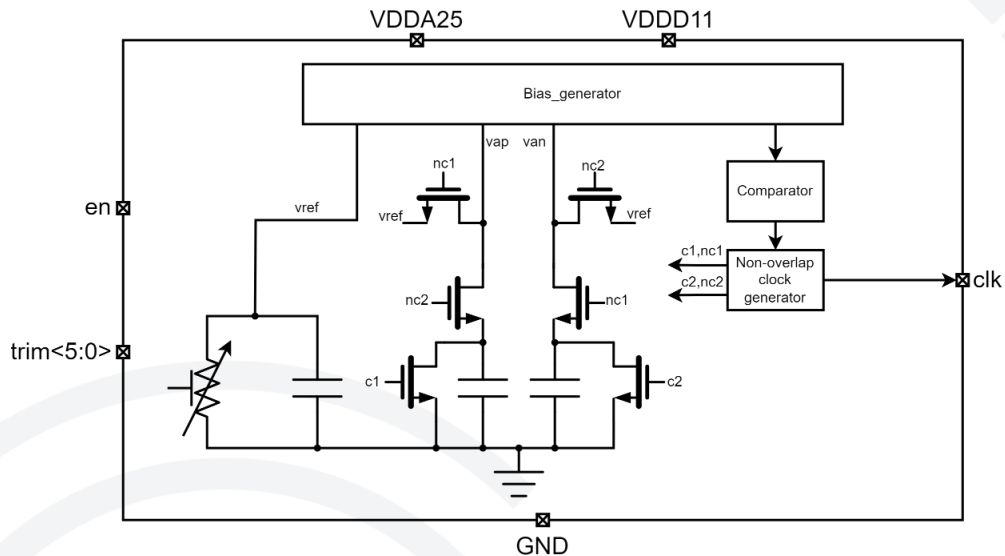 VDDA25
VDDD11
Bias_generator
vap
van
nc1
nc2
Comparator
en
vref
vref
vref
c1,nc1
c2,nc2
Non-overlap
clock
generator
clk
nc2
nc1
trim<5:0>
c1
c2
GND